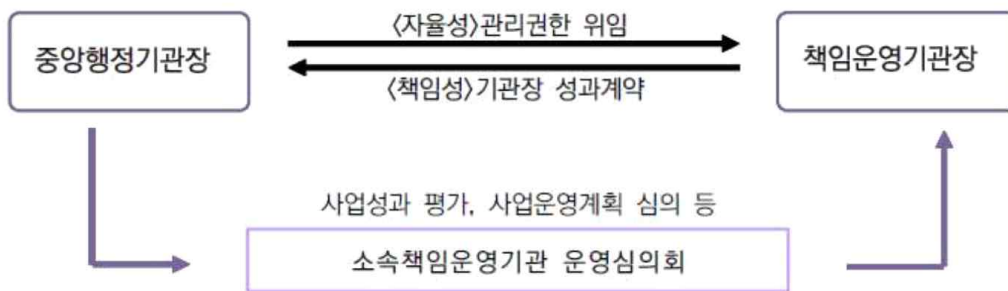 〈자율성〉관리권한 위임
중앙행정기관장
책임운영기관장
〈책임성〉기관장 성과계약
사업성과 평가, 사업운영계획 심의 등
소속책임운영기관 운영심의회